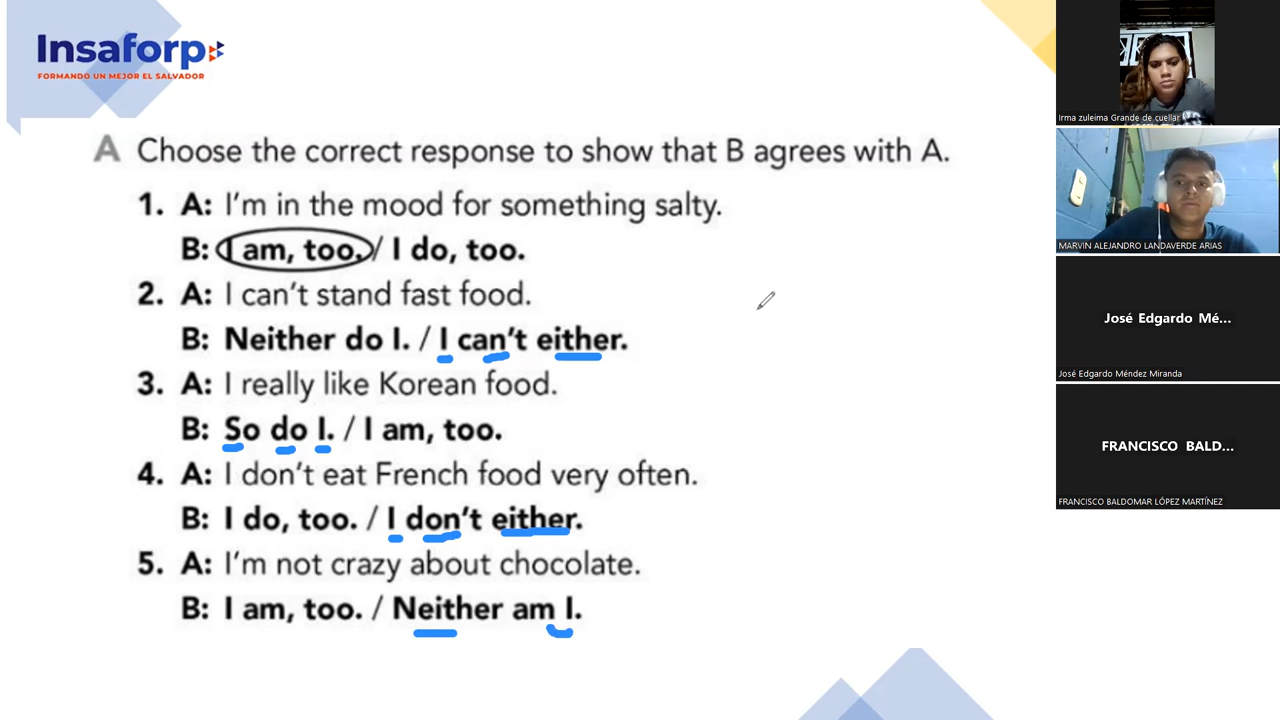 Insaforp
FORMANDO UN MEJOR EL SALVADOR
A Choose the correct response to show that B agrees with A.
1. A: I'm in the mood for something salty.
B: I am, too. / I do, too.
2. A: I can't stand fast food.
B: Neither do I. / I can't either.
3. A: I really like Korean food.
B: So do I. / I am, too.
4. A: I don't eat French food very often.
B: I do, too. / I don't either.
5. A: I'm not crazy about chocolate.
B: I am, too. / Neither am I.
Irma zuleima Grande de cuellar
MARVIN ALEJANDRO LANDAVERDE ARIAS
José Edgardo Mé...
José Edgardo Méndez Miranda
FRANCISCO BALD...
FRANCISCO BALDOMAR LÓPEZ MARTÍNEZ